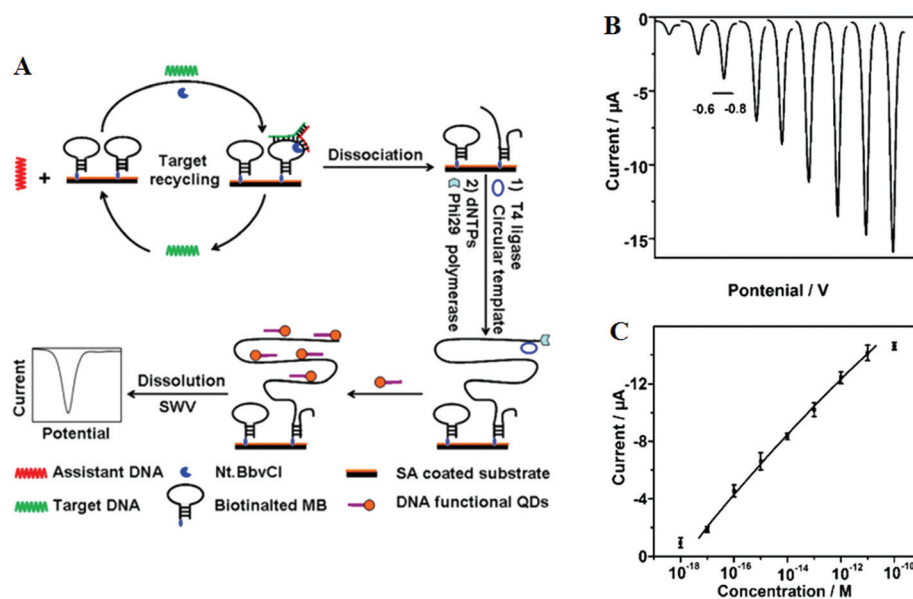 A
Assistant DNA
Target DNA
Nt.BbvCI
Biotinalted MB
SA coated substrate
DNA functional QDs
+
Target
recycling
Dissociation
1) T4 ligase
Circular template
2) dNTPs
Phi29 polymerase
Dissolution
SWV
Current
Potential
B
0
-5
-10
-15
Current / µA
-0.6 -0.8
Pontenial / V
C
-12
-8
-4
0
Current / µA
10-18 10-16 10-14 10-12 10-10
Concentration / M